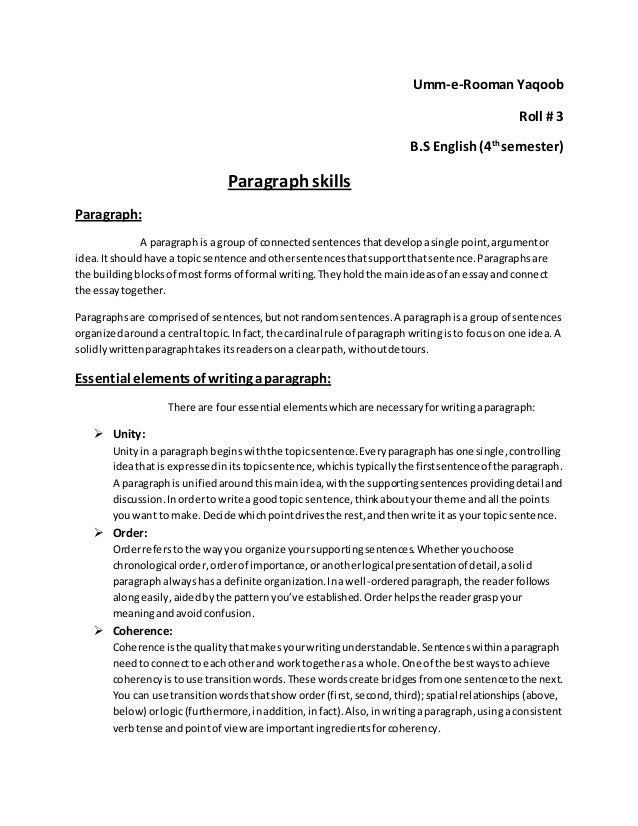 Umm-e-Rooman Yaqoob
Roll # 3
B.S English (4th semester)
Paragraph skills
Paragraph:
A paragraph is a group of connected sentences that develop a single point, argument or
idea. It should have a topic sentence and other sentences that support that sentence. Paragraphs are
the building blocks of most forms of formal writing. They hold the main ideas of an essay and connect
the essay together.
Paragraphs are comprised of sentences, but not random sentences. A paragraph is a group of sentences
organized around a central topic. In fact, the cardinal rule of paragraph writing is to focus on one idea. A
solidly written paragraph takes its readers on a clear path, without detours.
Essential elements of writing a paragraph:
There are four essential elements which are necessary for writing a paragraph:
➢ Unity:
Unity in a paragraph begins with the topic sentence. Every paragraph has one single, controlling
idea that is expressed in its topic sentence, which is typically the first sentence of the paragraph.
A paragraph is unified around this main idea, with the supporting sentences providing detail and
discussion. In order to write a good topic sentence, think about your theme and all the points
you want to make. Decide which point drives the rest, and then write it as your topic sentence.
➢ Order:
Order refers to the way you organize your supporting sentences. Whether you choose
chronological order, order of importance, or another logical presentation of detail, a solid
paragraph always has a definite organization. In a well-ordered paragraph, the reader follows
along easily, aided by the pattern you’ve established. Order helps the reader grasp your
meaning and avoid confusion.
➢ Coherence:
Coherence is the quality that makes your writing understandable. Sentences within a paragraph
need to connect to each other and work together as a whole. One of the best ways to achieve
coherency is to use transition words. These words create bridges from one sentence to the next.
You can use transition words that show order (first, second, third); spatial relationships (above,
below) or logic (furthermore, in addition, in fact). Also, in writing a paragraph, using a consistent
verb tense and point of view are important ingredients for coherency.